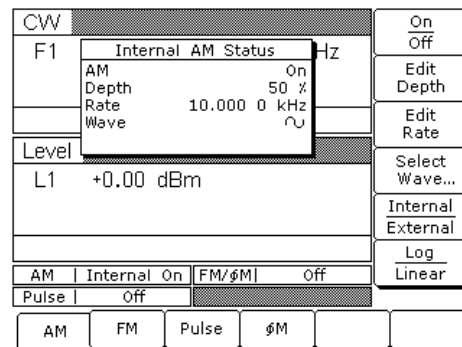 CW
F1 Hz
Internal AM Status
AM On
Depth 50 %
Rate 10.000 0 kHz
Wave
Level
L1 +0.00 dBm
AM | Internal On FM/ϕM| Off
Pulse | Off
AM FM Pulse ϕM
On
Off
Edit
Depth
Edit
Rate
Select
Wave...
Internal
External
Log
Linear